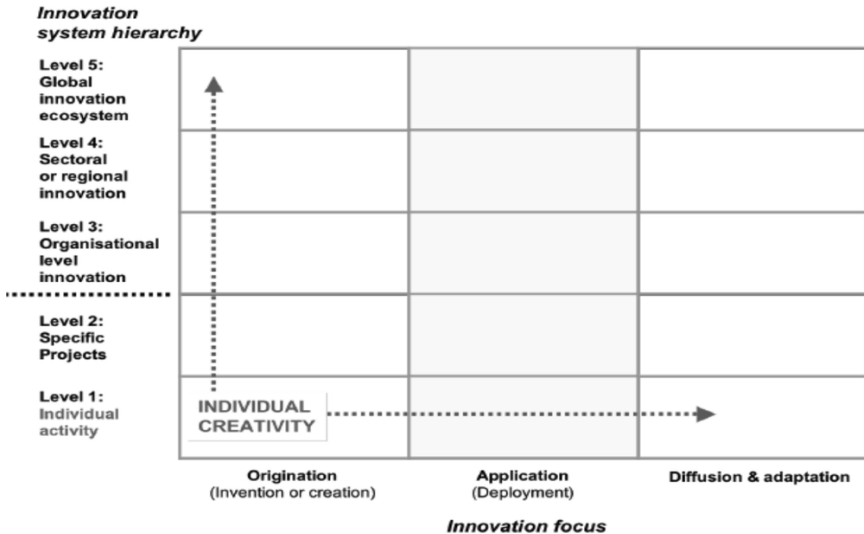 Innovation
system hierarchy
Level 5:
Global
innovation
ecosystem
Level 4:
Sectoral
or regional
innovation
Level 3:
Organisational
level
innovation
Level 2:
Specific
Projects
Level 1:
Individual
activity
INDIVIDUAL
CREATIVITY
Origination
(Invention or creation)
Application
(Deployment)
Diffusion & adaptation
Innovation focus